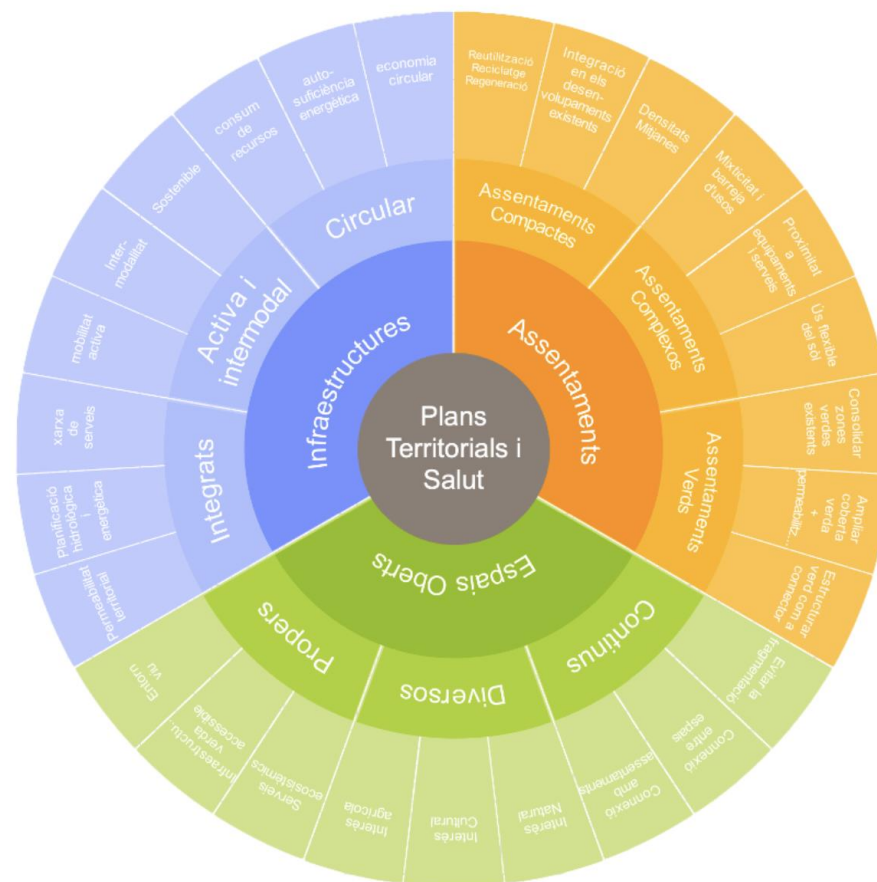 Plans
Territorials i
Salut
Assentaments
Assentaments
Compactes
Reutilització
Reciclatge
Regeneració
Integració
en els
desen-
volupaments
existents
Densitats
Mitjanes
Assentaments
Complexos
Mixticitat i
barreja
d'usos
Proximitat
a
equipaments
i serveis
Ús flexible
del sòl
Assentaments
Verds
Consolidar
zones
verdes
existents
Ampliar
coberta
verda
+
permeabilitz...
Estructurar
verd com a
connector
Espais Oberts
Continus
Evitar la
fragmentació
Connexió
entre
espais
Connexió
amb
assentaments
Diversos
Interès
Natural
Interès
Cultural
Interès
agrícola
Propers
Serveis
ecosistèmics
infraestructu...
verda
accessible
Entorn
viu
Infraestructures
Integrats
Permeabilitat
territorial
Planificació
hidrològica
i
energètica
xarxa
de
serveis
Activa i
intermodal
mobilitat
activa
Inter-
modalitat
Sostenible
Circular
consum
de
recursos
auto-
suficiència
energética
economia
circular